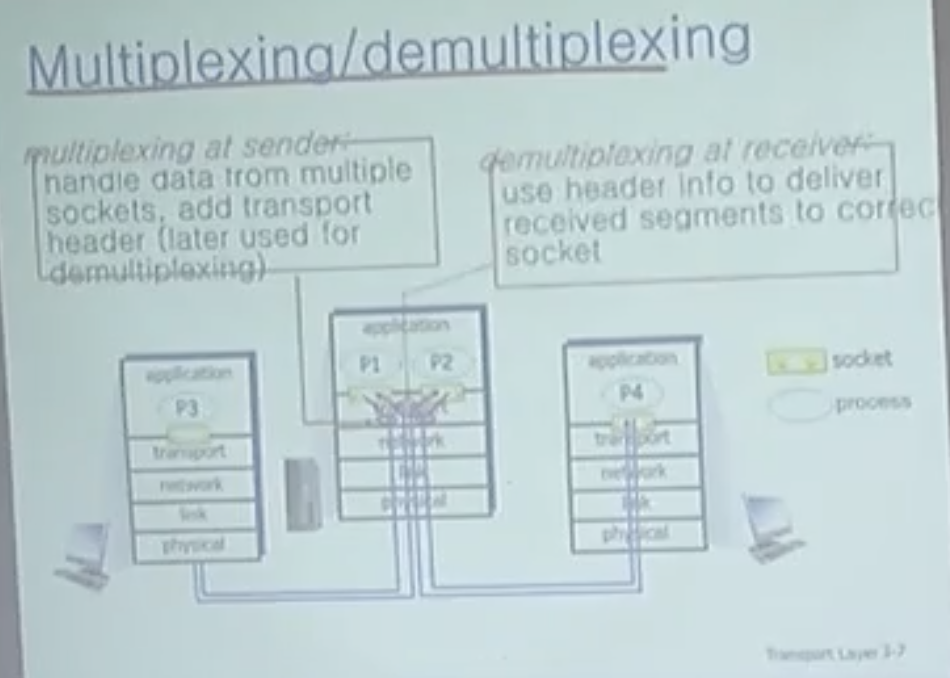 Multiplexing/demultiplexing
multiplexing at sender:
handle data from multiple
sockets, add transport
header (later used for
demultiplexing)
demultiplexing at receiver:
use header info to deliver
received segments to correc
socket
application
P3
transport
network
link
physical
application
P1
P2
network
link
physical
application
P4
transport
network
link
physical
socket
process
Transport Layer 3-7